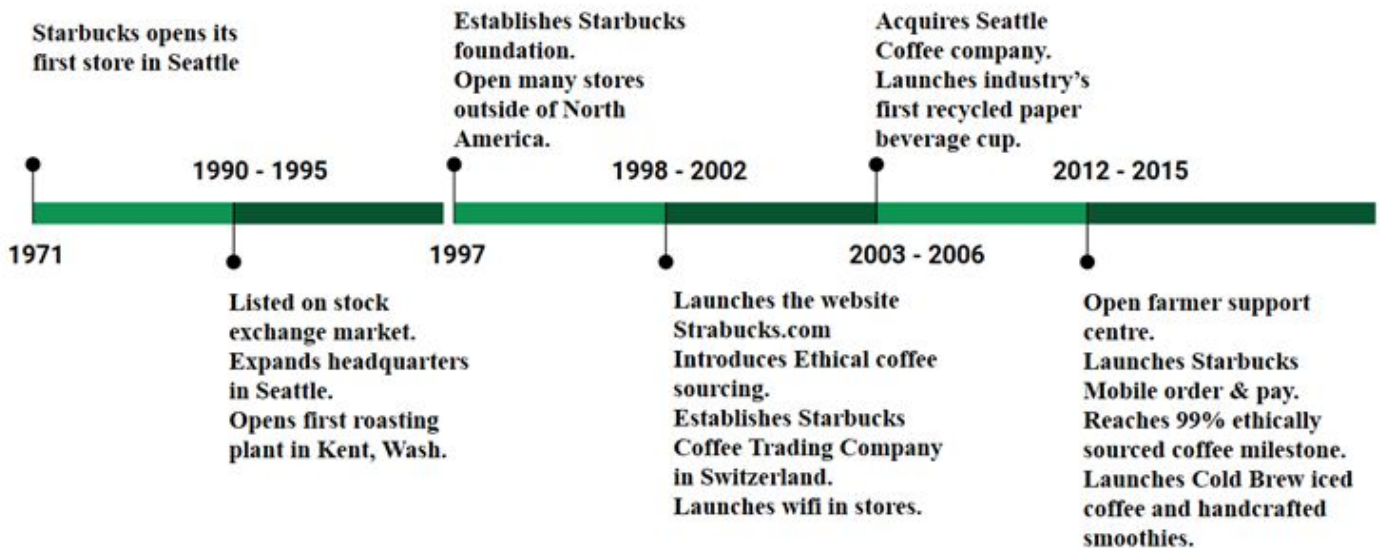 Starbucks opens its
first store in Seattle
Establishes Starbucks
foundation.
Open many stores
outside of North
America.
Acquires Seattle
Coffee company.
Launches industry's
first recycled paper
beverage cup.
1990 - 1995
1998 - 2002
2012 - 2015
1971
1997
2003 - 2006
Listed on stock
exchange market.
Expands headquarters
in Seattle.
Opens first roasting
plant in Kent, Wash.
Launches the website
Strabucks.com
Introduces Ethical coffee
sourcing.
Establishes Starbucks
Coffee Trading Company
in Switzerland.
Launches wifi in stores.
Open farmer support
centre.
Launches Starbucks
Mobile order & pay.
Reaches 99% ethically
sourced coffee milestone.
Launches Cold Brew iced
coffee and handcrafted
smoothies.